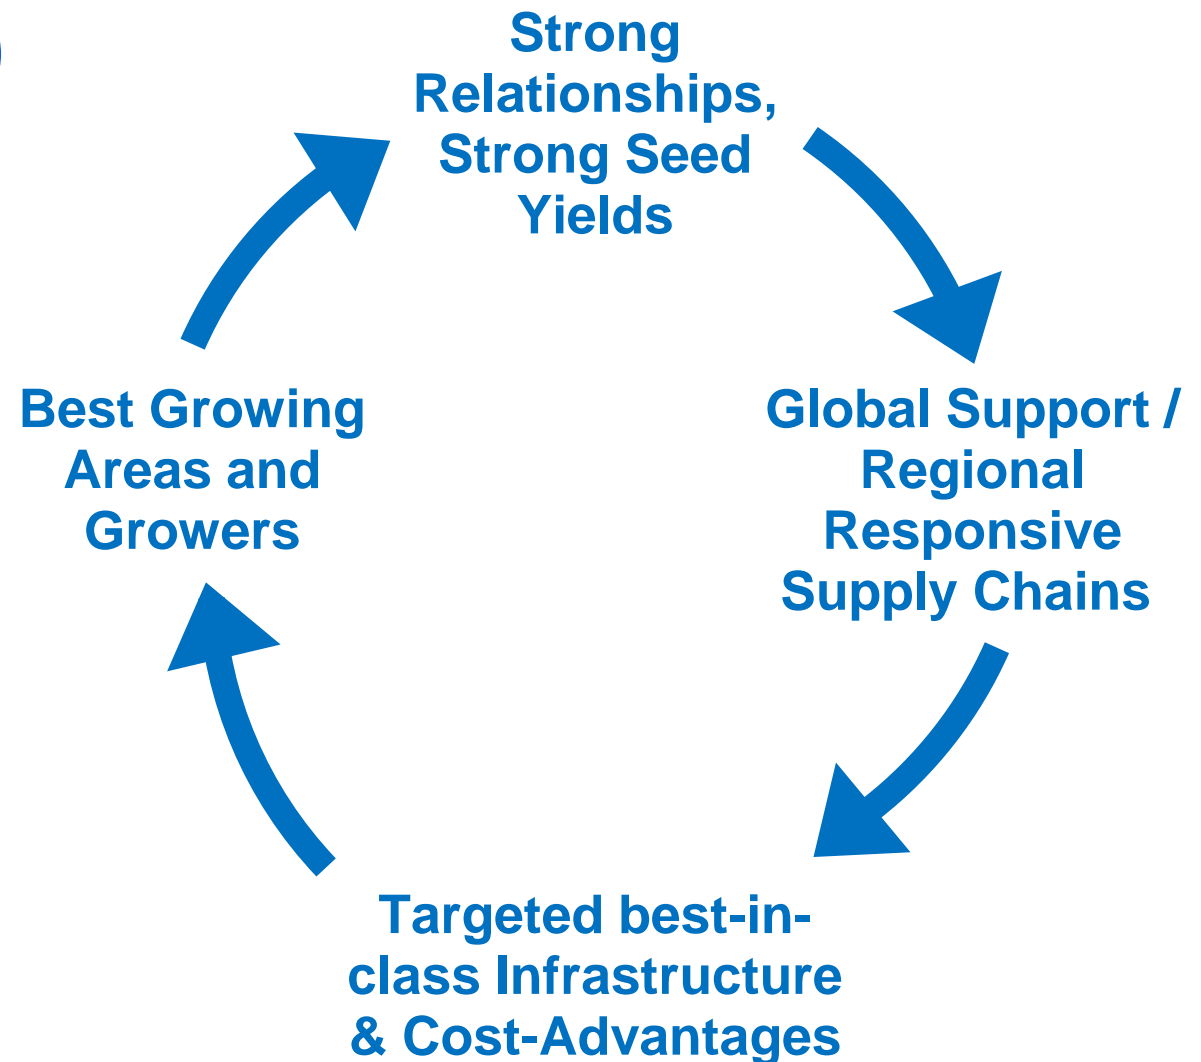 Strong
Relationships,
Strong Seed
Yields
Best Growing
Areas and
Growers
Global Support /
Regional
Responsive
Supply Chains
Targeted best-in-
class Infrastructure
& Cost-Advantages